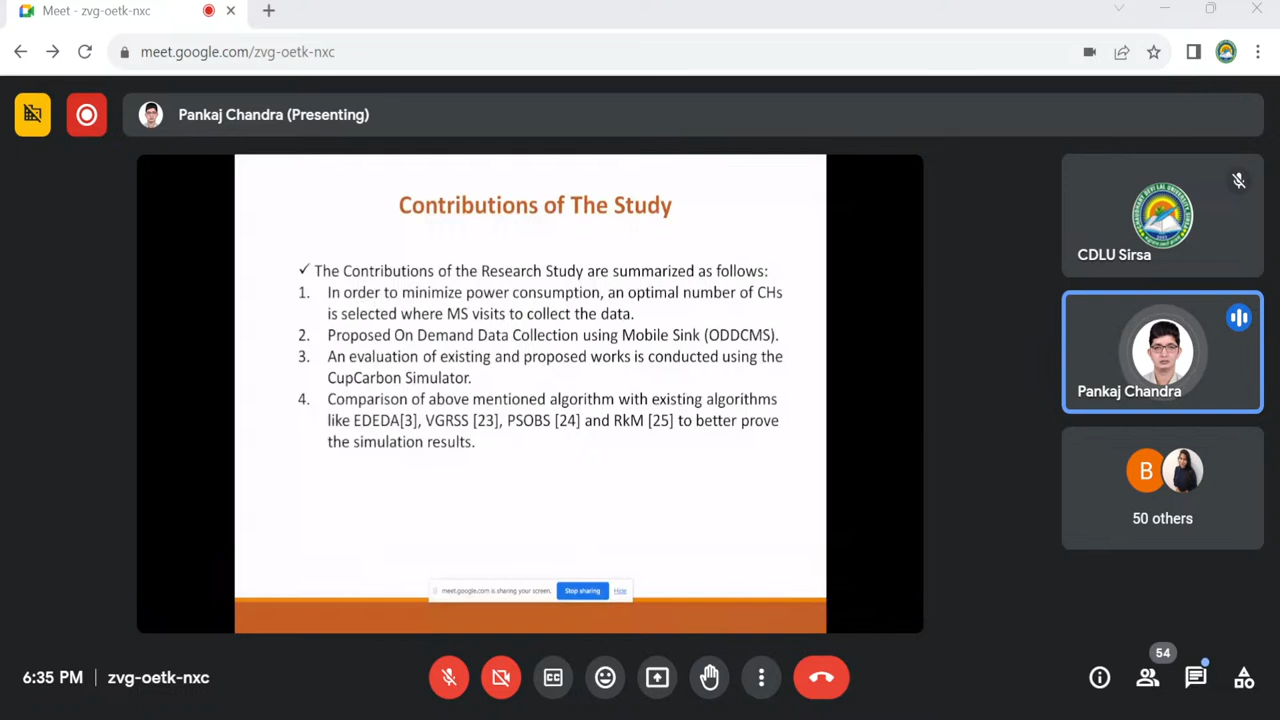 Meet - zvg-oetk-nxc
meet.google.com/zvg-oetk-nxc
Pankaj Chandra (Presenting)
Contributions of The Study
✓ The Contributions of the Research Study are summarized as follows:
1. In order to minimize power consumption, an optimal number of CHs
is selected where MS visits to collect the data.
2. Proposed On Demand Data Collection using Mobile Sink (ODDCMS).
3. An evaluation of existing and proposed works is conducted using the
CupCarbon Simulator.
4. Comparison of above mentioned algorithm with existing algorithms
like EDEDA[3], VGRSS [23], PSOBS [24] and RkM [25] to better prove
the simulation results.
meet.google.com is sharing your screen. Stop sharing Hide
CDLU Sirsa
Pankaj Chandra
B
50 others
6:35 PM | zvg-oetk-nxc
CC
54